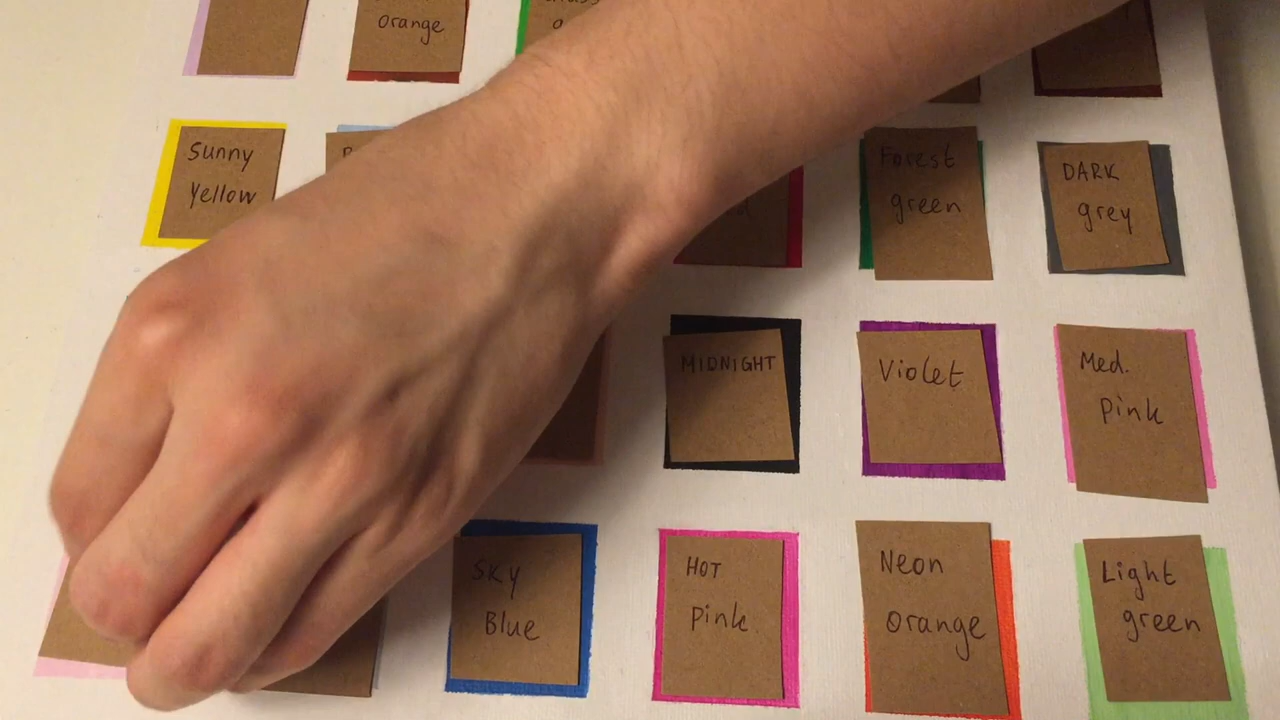 orange
Sunny
Yellow
Forest
green
DARK
grey
MIDNIGHT
Violet
Med.
Pink
SKY
Blue
HOT
Pink
Neon
orange
Light
green